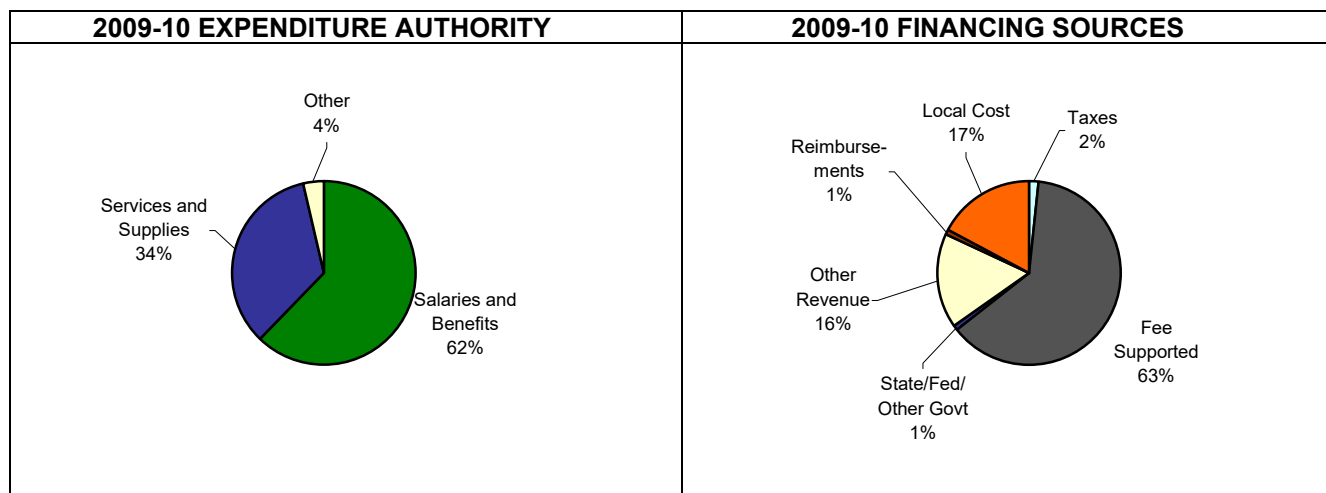 2009-10 EXPENDITURE AUTHORITY
Other
4%
Services and
Supplies
34%
Salaries and
Benefits
62%
2009-10 FINANCING SOURCES
Local Cost
17%
Taxes
2%
Reimburse-
ments
1%
Other
Revenue
16%
Fee
Supported
63%
State/Fed/
Other Govt
1%